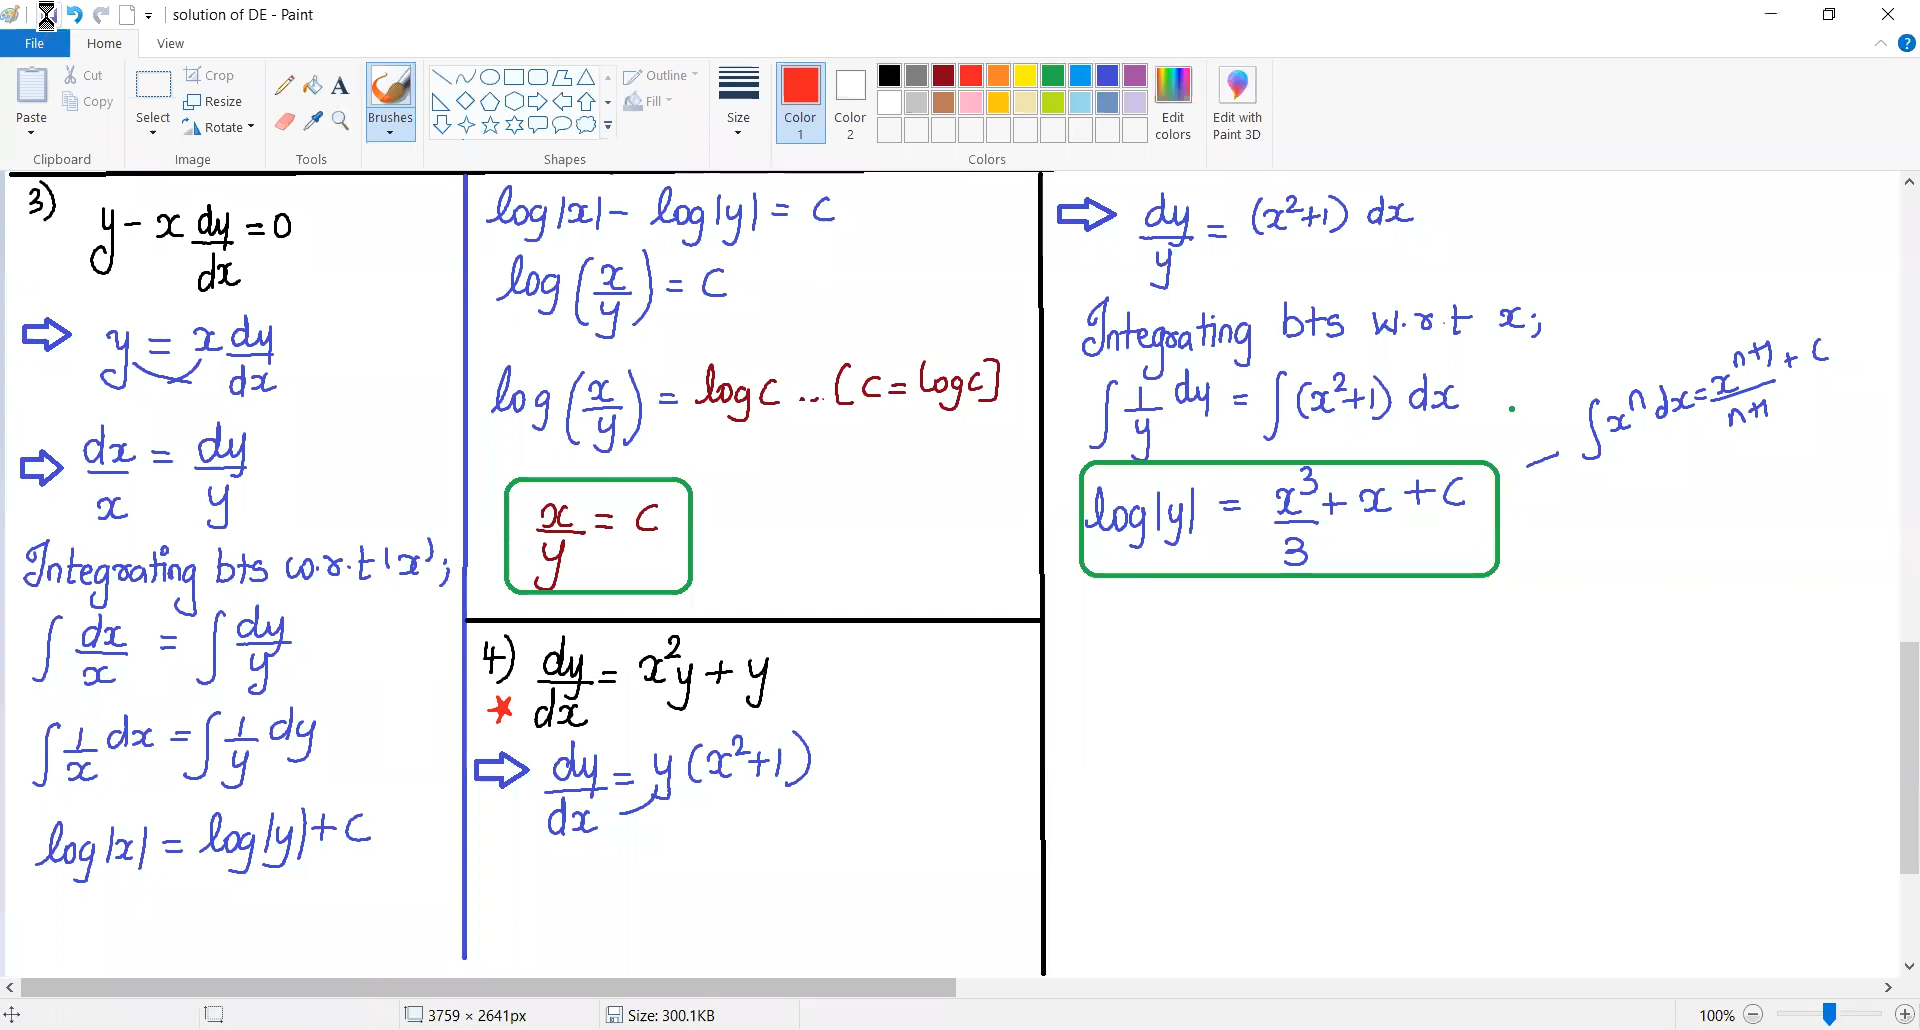 solution of DE - Paint
File Home View
Paste Cut Copy Clipboard
Select Crop Resize Rotate Image
Tools
Brushes
Outline Fill Shapes
Size
Color 1 Color 2 Edit colors Colors
Edit with Paint 3D
3) y - x dy/dx = 0
⇒ y = x dy/dx
⇒ dx/x = dy/y
Integrating bts w.r.t 'x';
∫ dx/x = ∫ dy/y
∫ 1/x dx = ∫ 1/y dy
log|x| = log|y| + c
log|x| - log|y| = c
log (x/y) = c
log (x/y) = log c ... [c = log c]
x/y = c
4) dy/dx = x²y + y
⇒ dy/dx = y (x²+1)
⇒ dy/y = (x²+1) dx
Integrating bts w.r.t x;
∫ 1/y dy = ∫ (x²+1) dx
— ∫ xⁿ dx = xⁿ⁺¹/n+1 + c
log|y| = x³/3 + x + c
3759 × 2641px Size: 300.1KB 100%